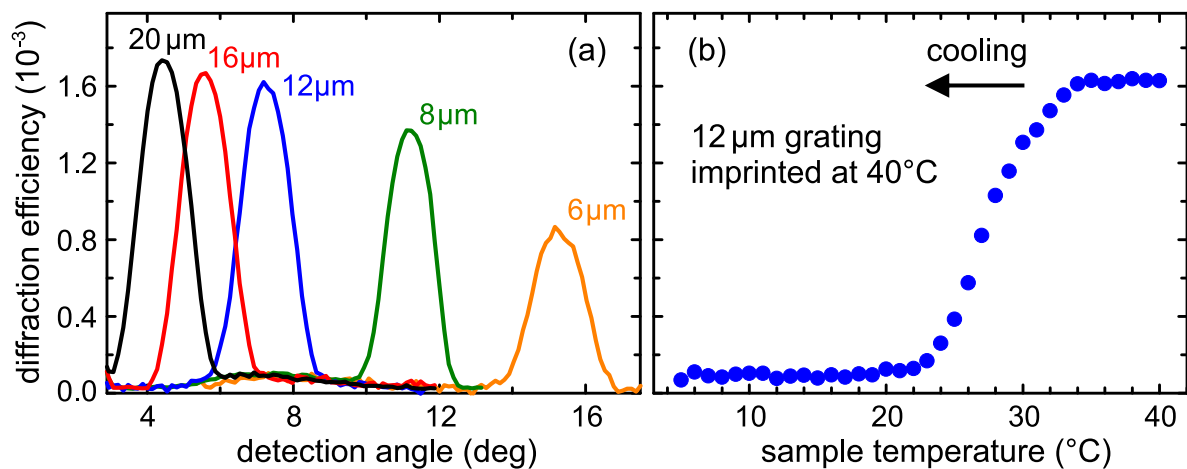 20 µm
16µm
12µm
8µm
6µm
(a)
diffraction efficiency (10⁻³)
1.6
1.2
0.8
0.4
0.0
4
8
12
16
detection angle (deg)
(b)
cooling
12 µm grating
imprinted at 40°C
10
20
30
40
sample temperature (°C)